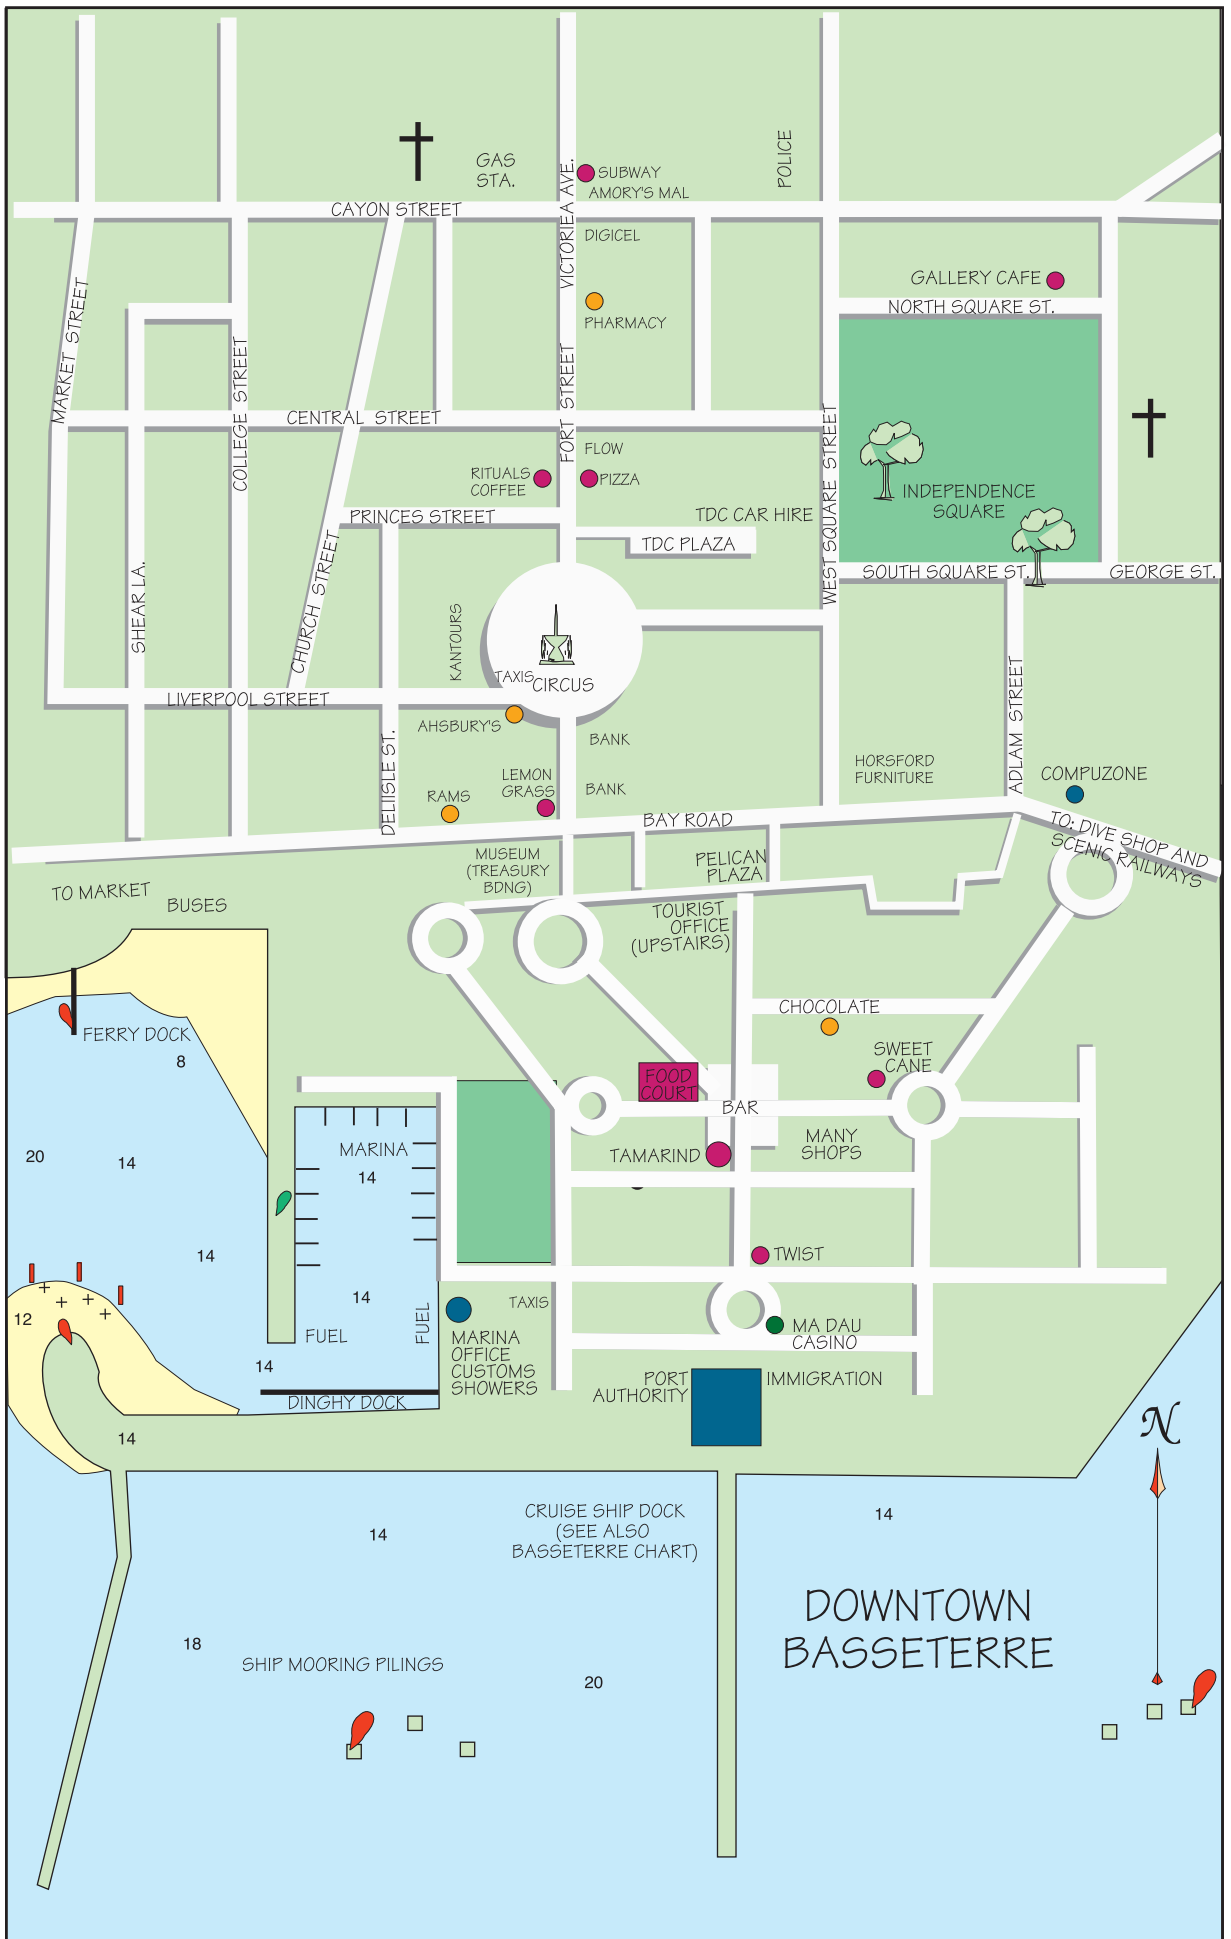 GAS
STA.
POLICE
SUBWAY
AMORY'S MAL
VICTORIEA AVE.
CAYON STREET
DIGICEL
GALLERY CAFE
NORTH SQUARE ST.
PHARMACY
MARKET STREET
COLLEGE STREET
CENTRAL STREET
FORT STREET
FLOW
RITUALS
COFFEE
PIZZA
WEST SQUARE STREET
INDEPENDENCE
SQUARE
PRINCES STREET
TDC CAR HIRE
TDC PLAZA
SOUTH SQUARE ST.
GEORGE ST.
SHEAR LA.
CHURCH STREET
KANTOURS
TAXIS
CIRCUS
LIVERPOOL STREET
AHSBURY'S
BANK
ADLAM STREET
HORSFORD
FURNITURE
COMPUZONE
DELIISLE ST.
LEMON
GRASS
BANK
RAMS
BAY ROAD
TO: DIVE SHOP AND
SCENIC RAILWAYS
MUSEUM
(TREASURY
BDNG)
PELICAN
PLAZA
TO MARKET
BUSES
TOURIST
OFFICE
(UPSTAIRS)
CHOCOLATE
FERRY DOCK
8
SWEET
CANE
FOOD
COURT
BAR
MANY
SHOPS
MARINA
TAMARIND
20
14
14
14
TWIST
14
12
FUEL
FUEL
TAXIS
MARINA
OFFICE
CUSTOMS
SHOWERS
MA DAU
CASINO
14
PORT
AUTHORITY
IMMIGRATION
DINGHY DOCK
14
N
CRUISE SHIP DOCK
(SEE ALSO
BASSETERRE CHART)
14
14
DOWNTOWN
BASSETERRE
18
SHIP MOORING PILINGS
20